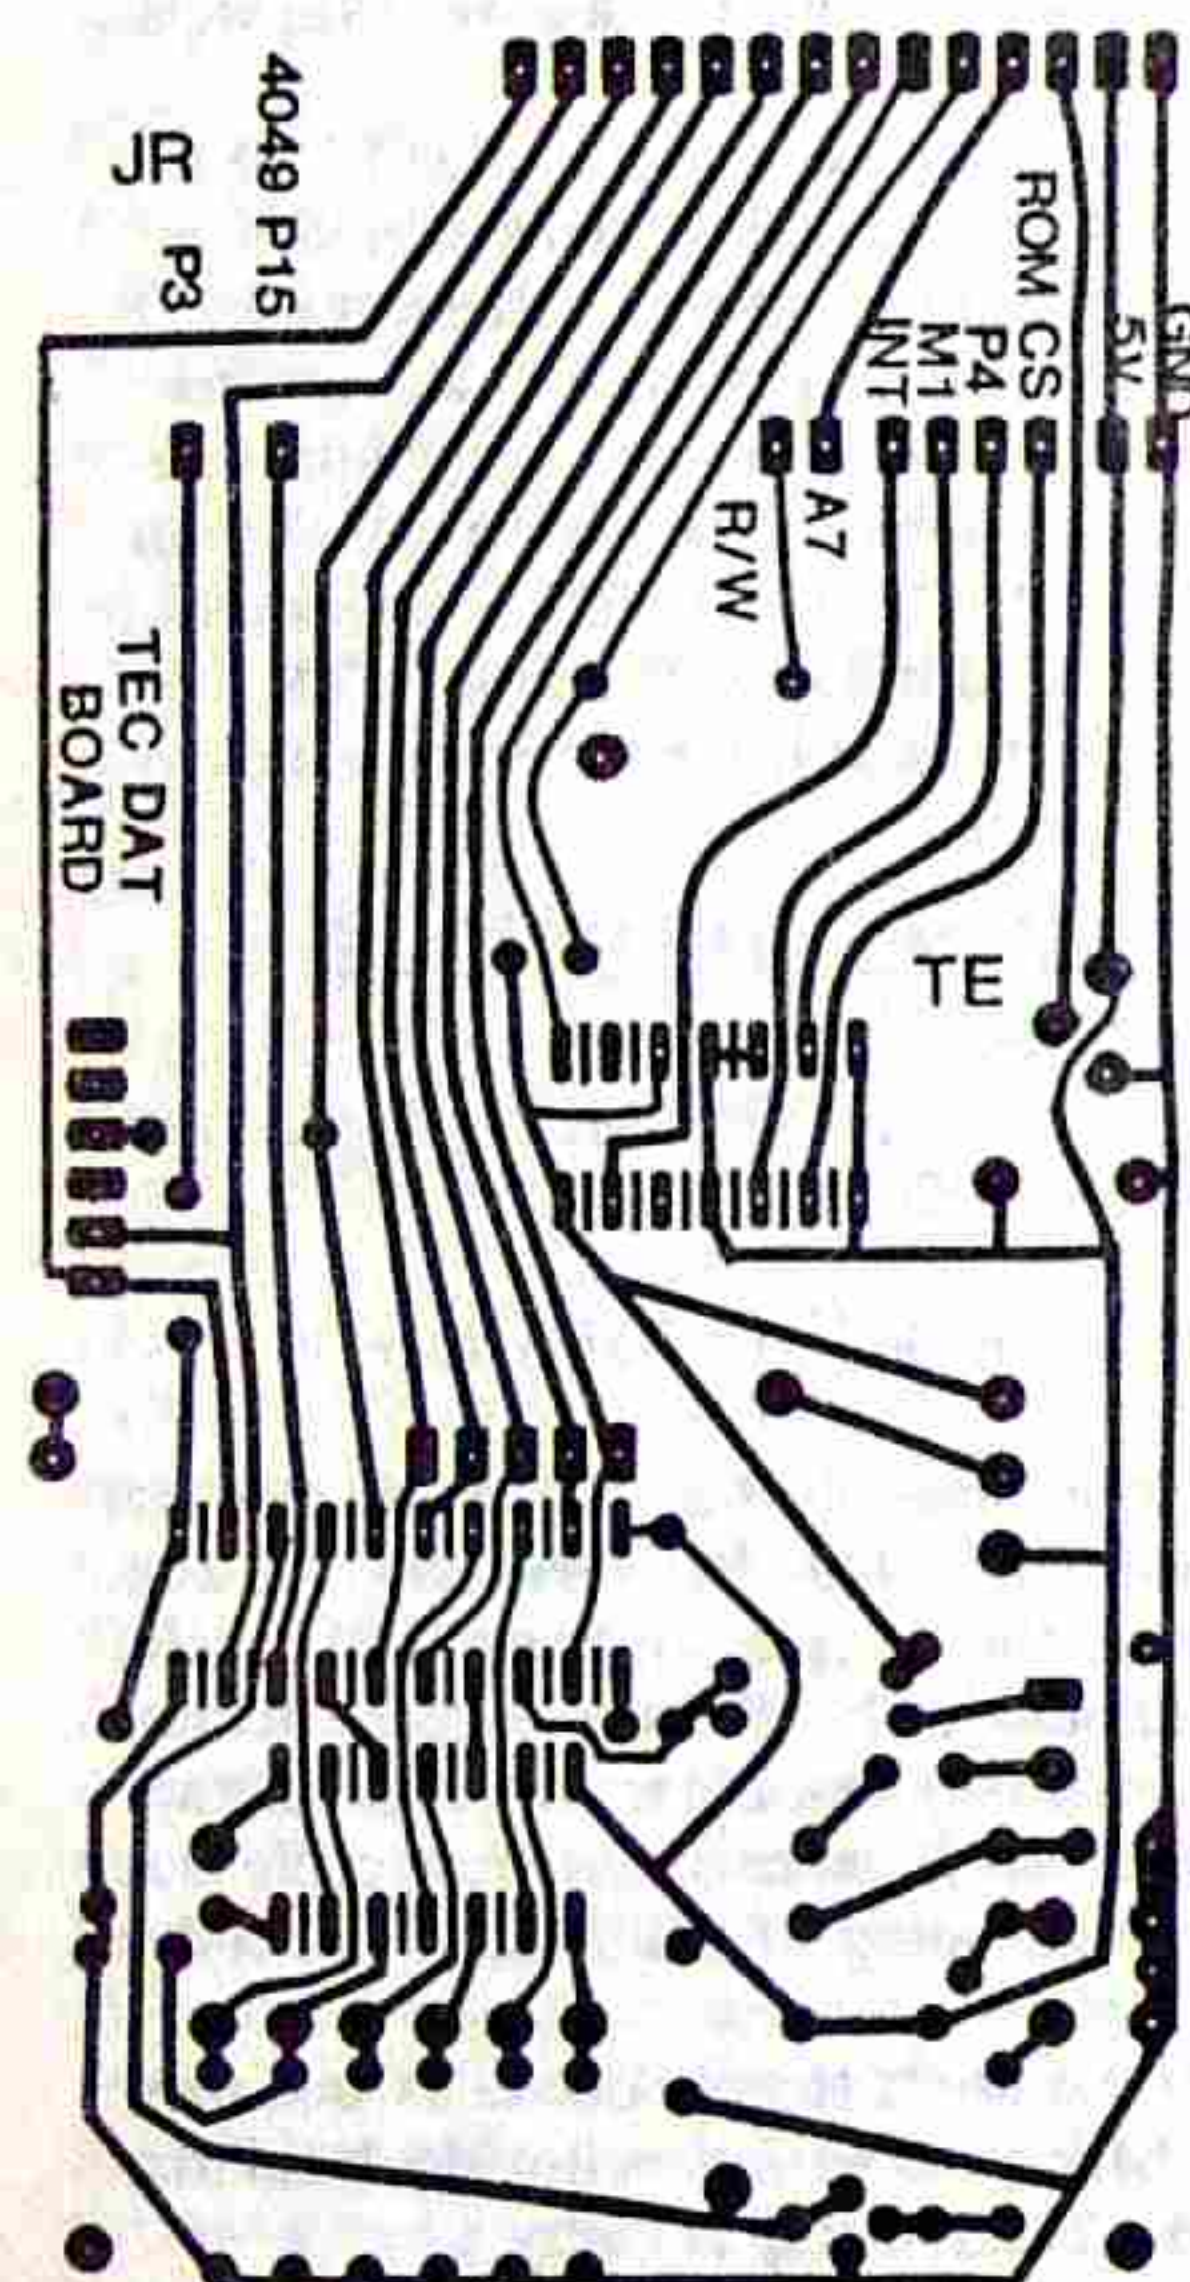 4049 P15
JR
P3
ROM CS
GND
5V
P4
M1
INT
A7
R/W
TEC DAT
BOARD
TE